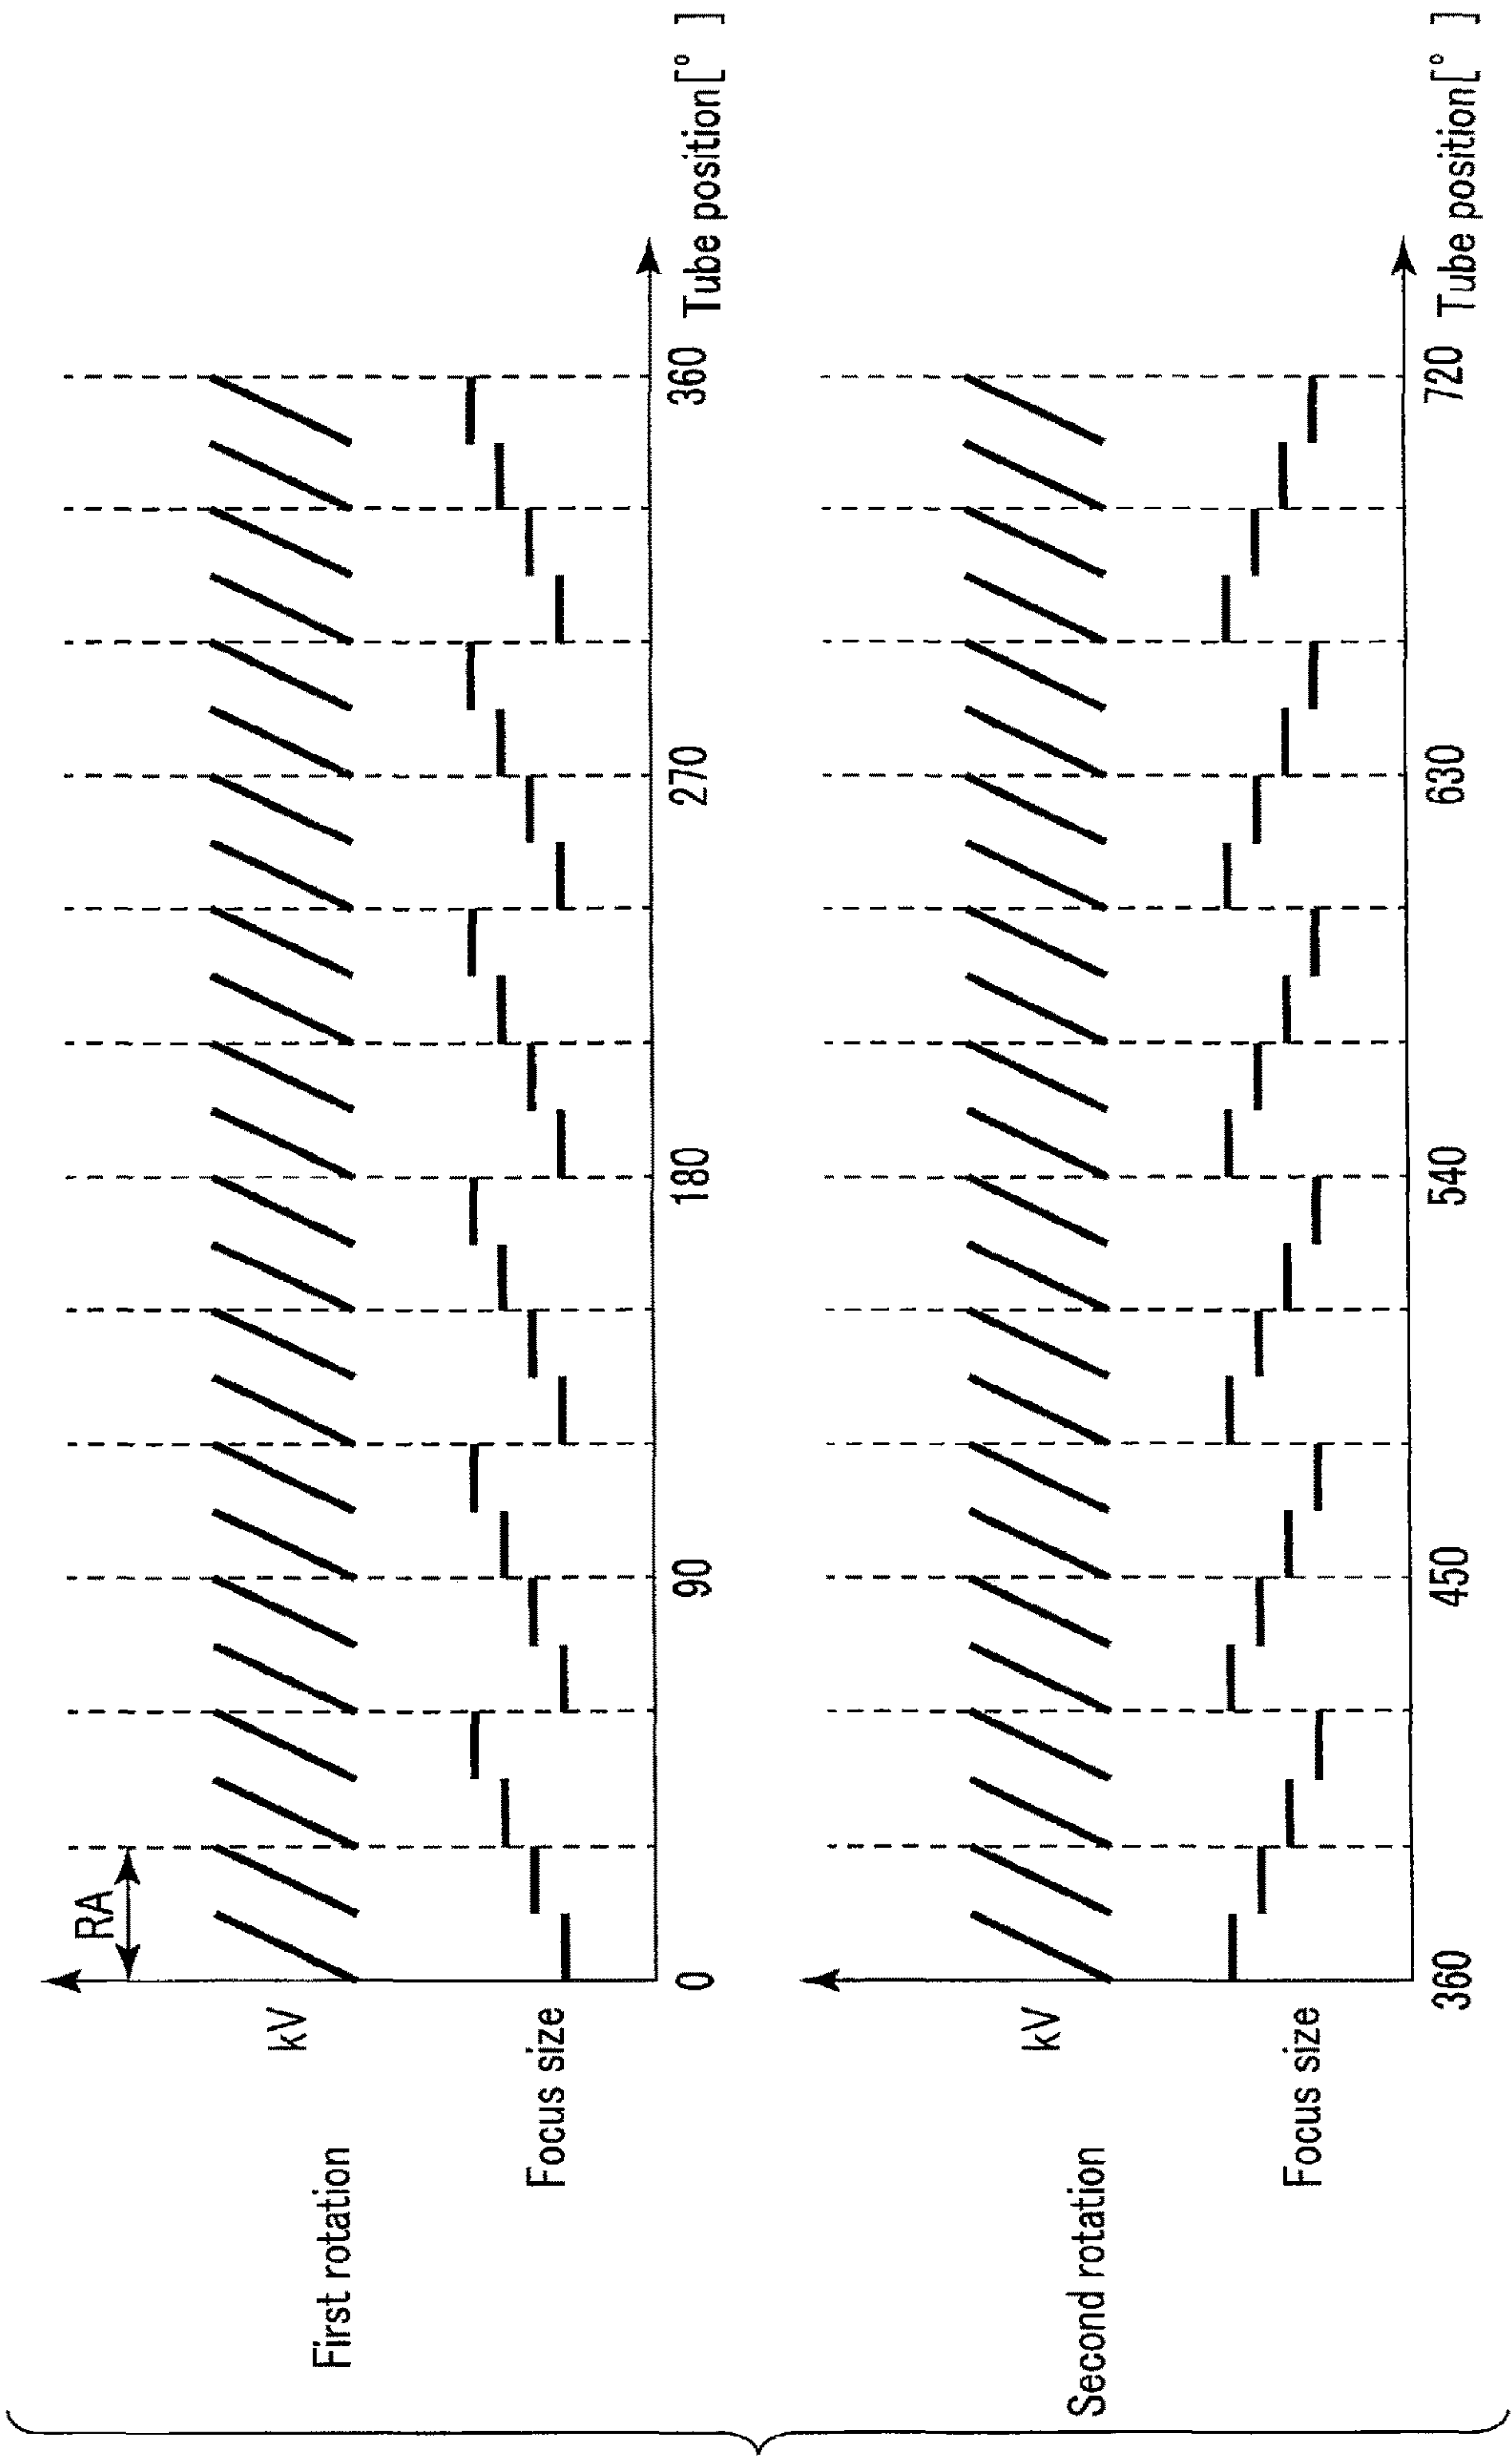 First rotation
kV
RA
Focus size
0
90
180
270
360
Tube position[° ]
Second rotation
kV
Focus size
360
450
540
630
720
Tube position[° ]